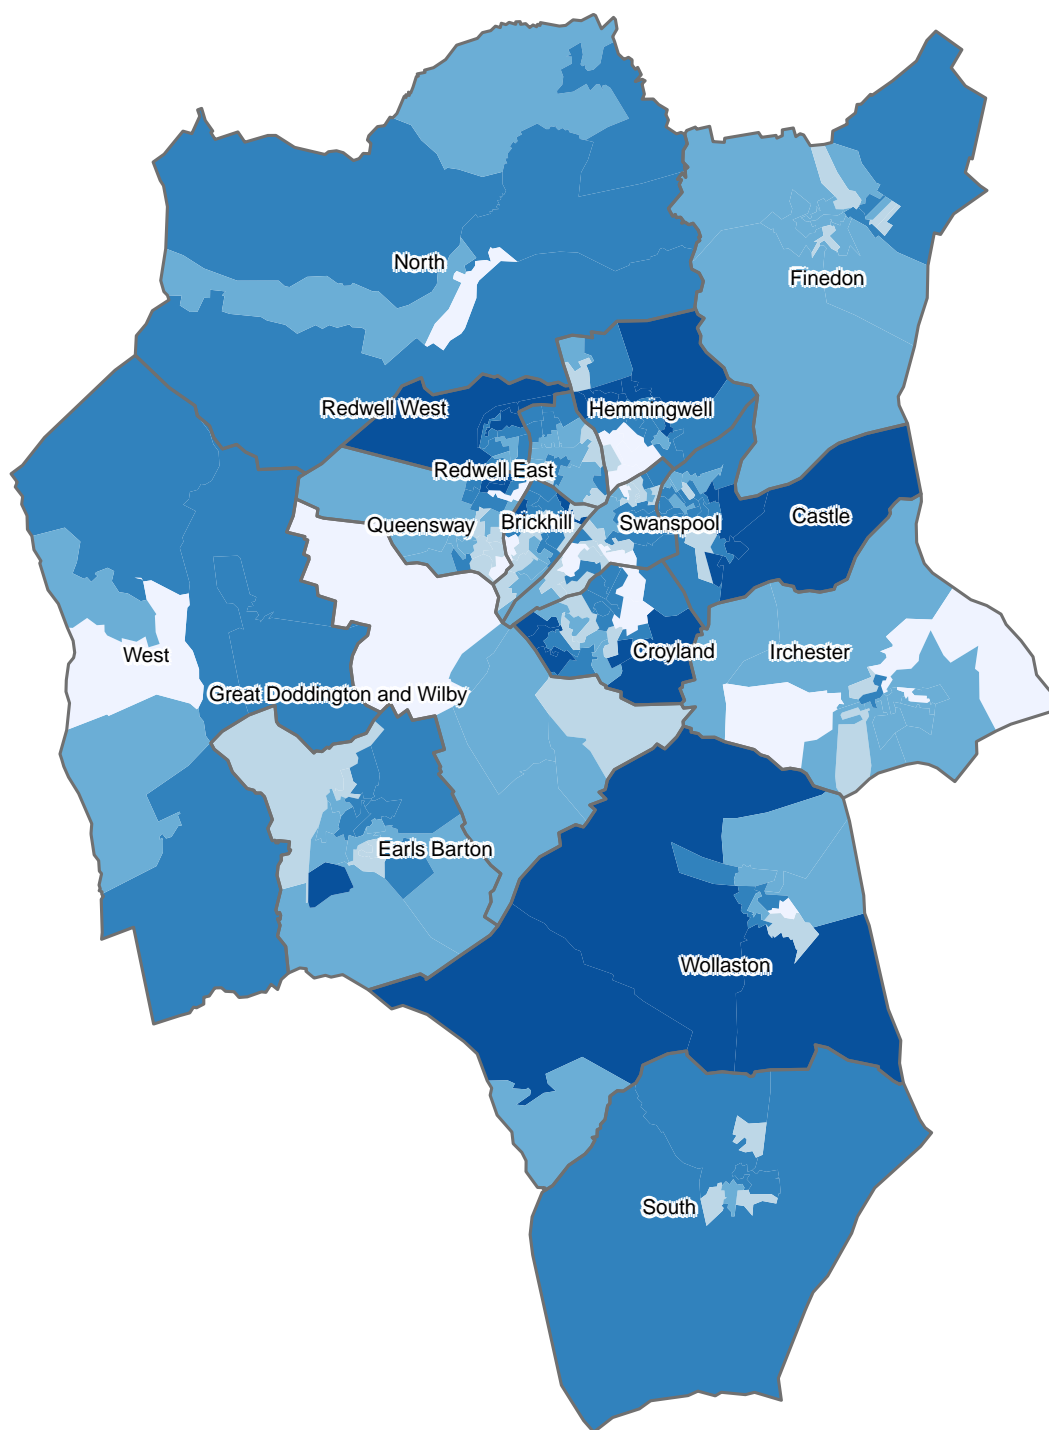 North
Finedon
Redwell West
Hemmingwell
Redwell East
Queensway
Brickhill
Swanspool
Castle
West
Croyland
Irchester
Great Doddington and Wilby
Earls Barton
Wollaston
South